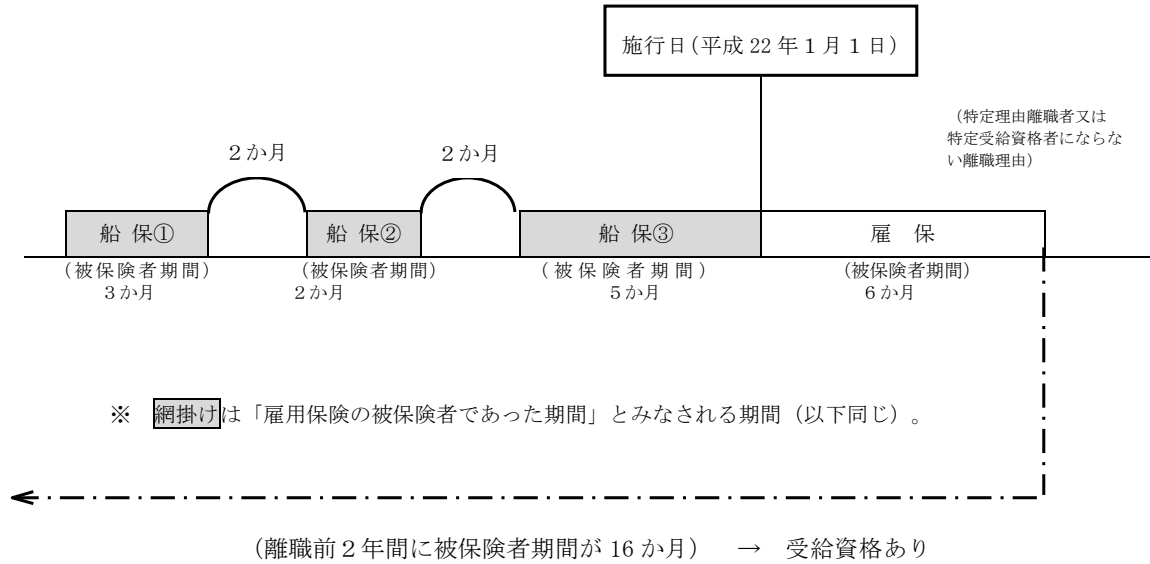 施行日(平成 22 年１月１日)
（特定理由離職者又は
特定受給資格者にならな
い離職理由）
２か月
２か月
船 保①
船 保②
船 保③
雇 保
(被保険者期間)
３か月
(被保険者期間)
２か月
(被保険者期間)
５か月
(被保険者期間)
６か月
※ 網掛けは「雇用保険の被保険者であった期間」とみなされる期間（以下同じ）。
(離職前２年間に被保険者期間が 16 か月) → 受給資格あり